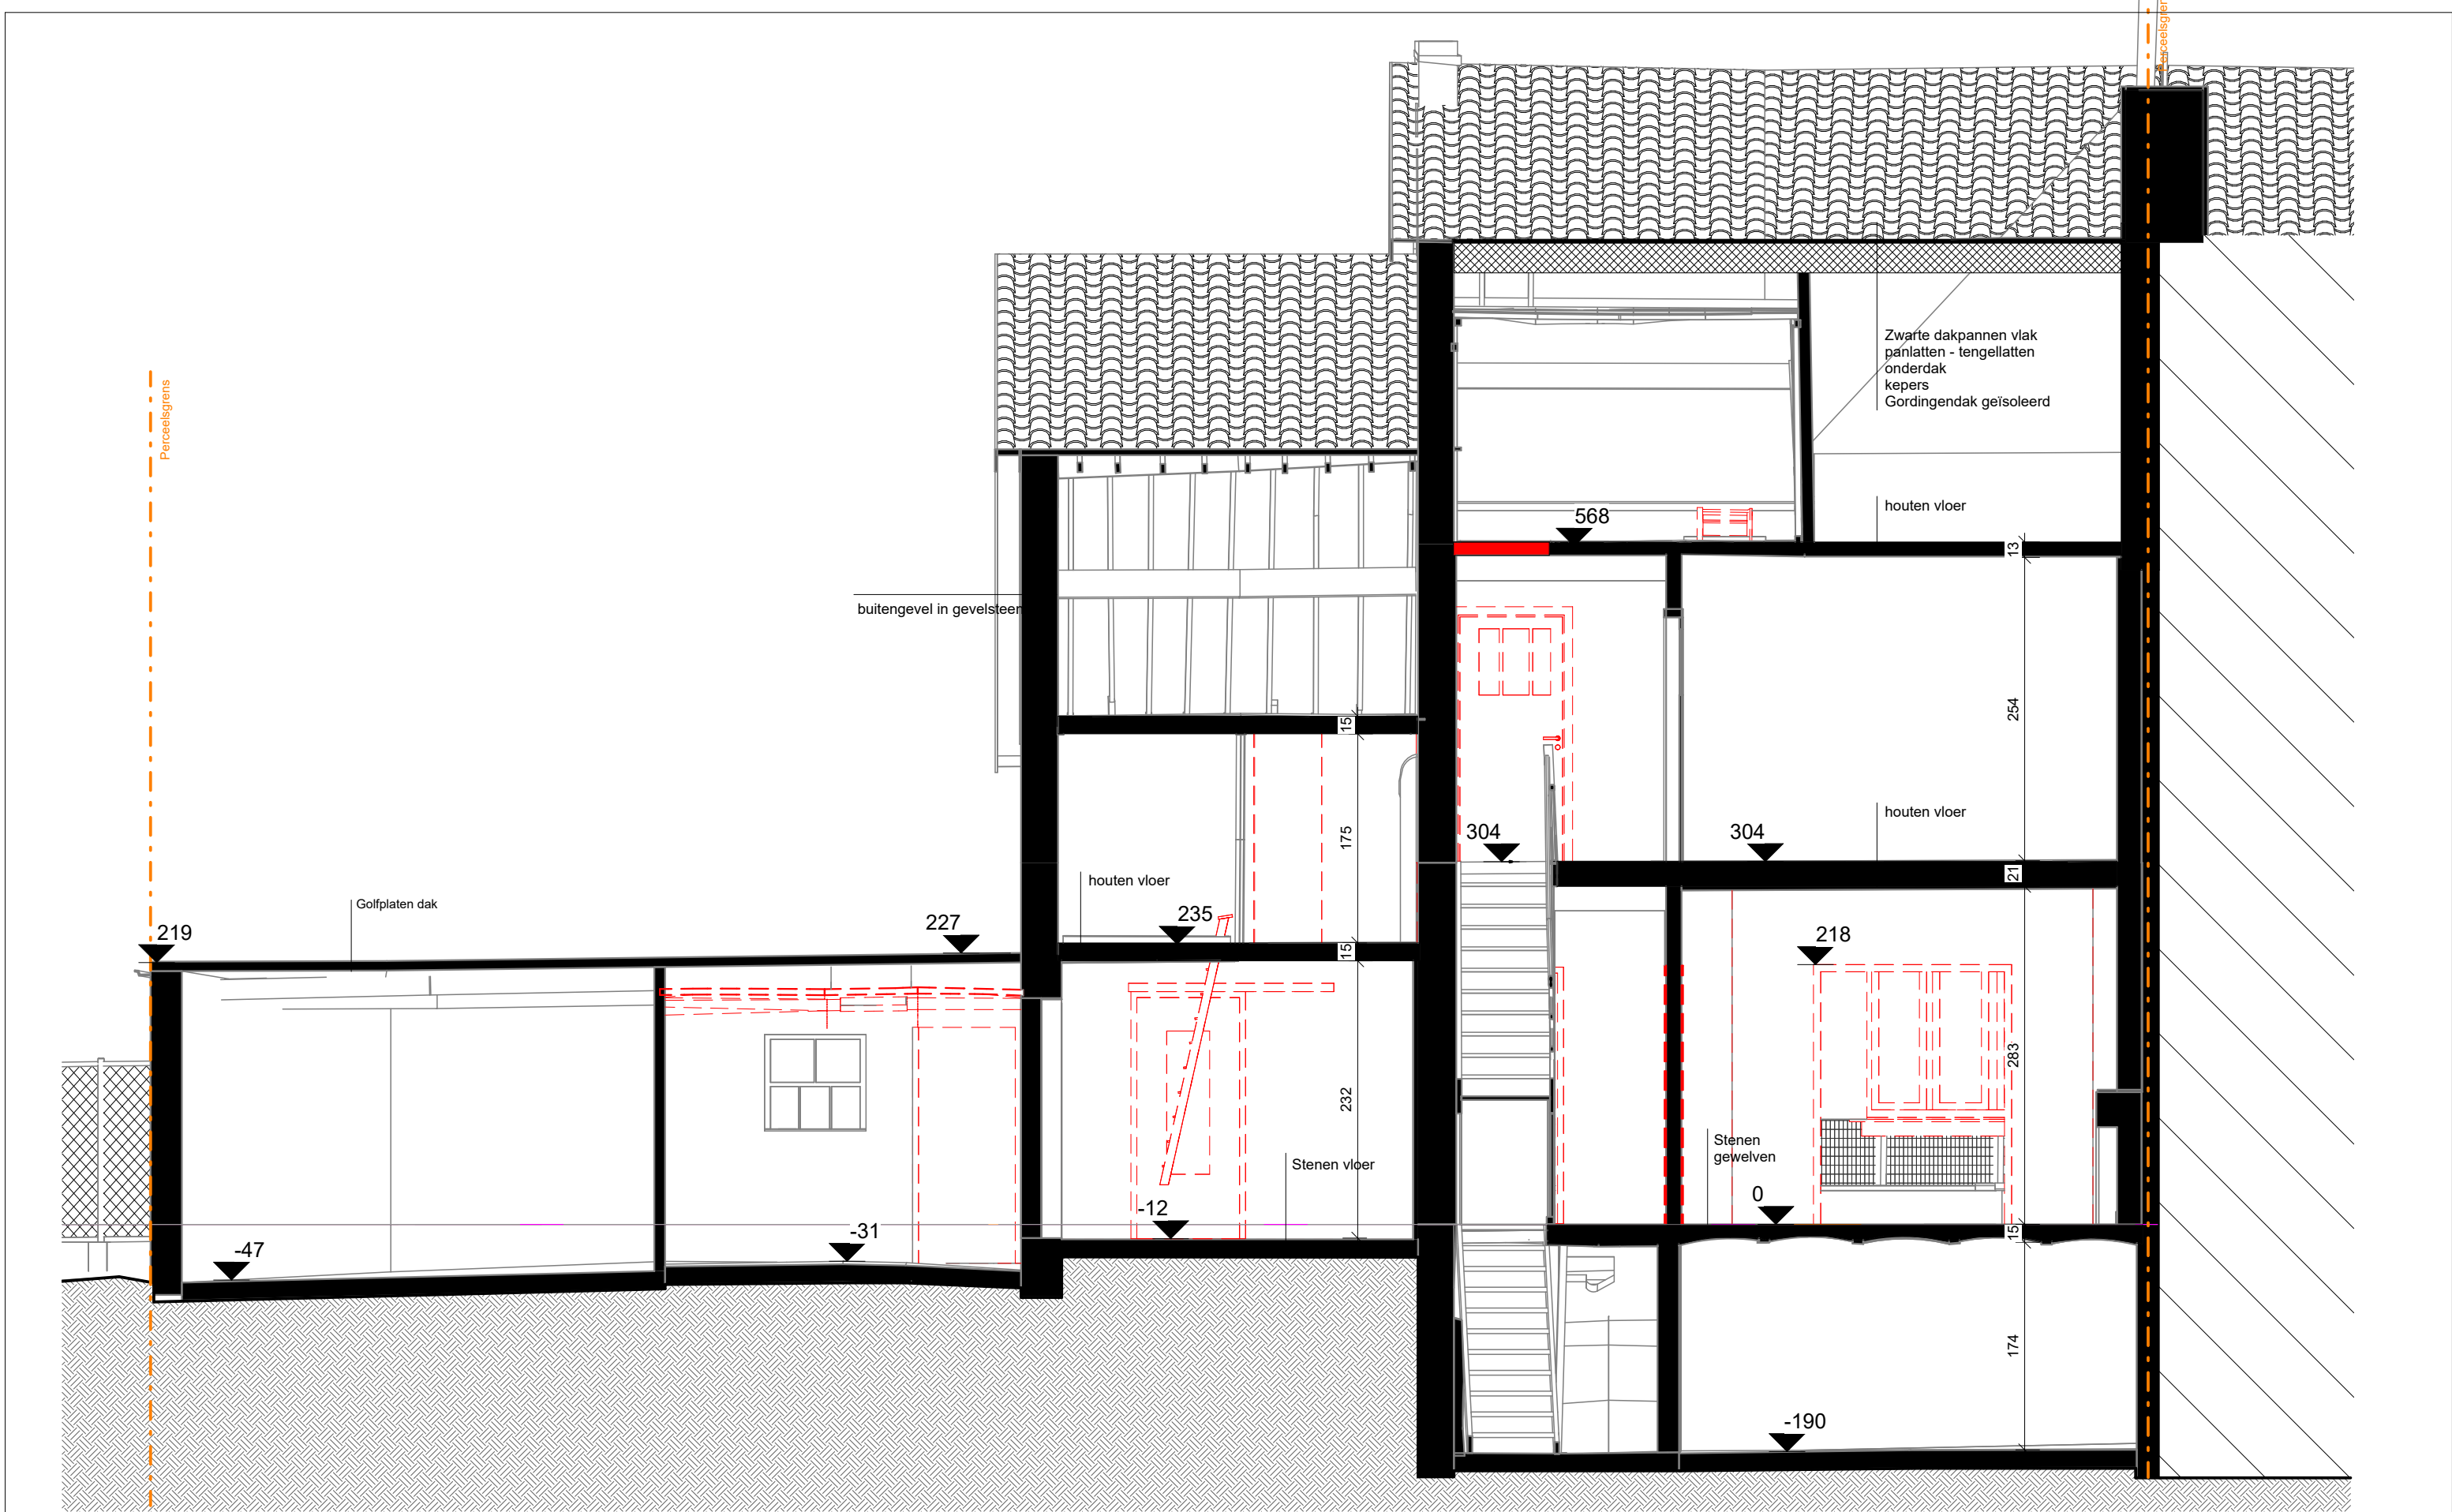 Perceelsgrens
Zwarte dakpannen vlak
panlatten - tengellatten
onderdak
kepers
Gordingendak geïsoleerd
Perceelsgrens
houten vloer
568
13
buitengevel in gevelsteen
254
15
houten vloer
304
304
175
21
houten vloer
Golfplaten dak
235
227
219
218
15
283
232
Stenen
gewelven
Stenen vloer
0
-12
-31
15
-47
174
-190